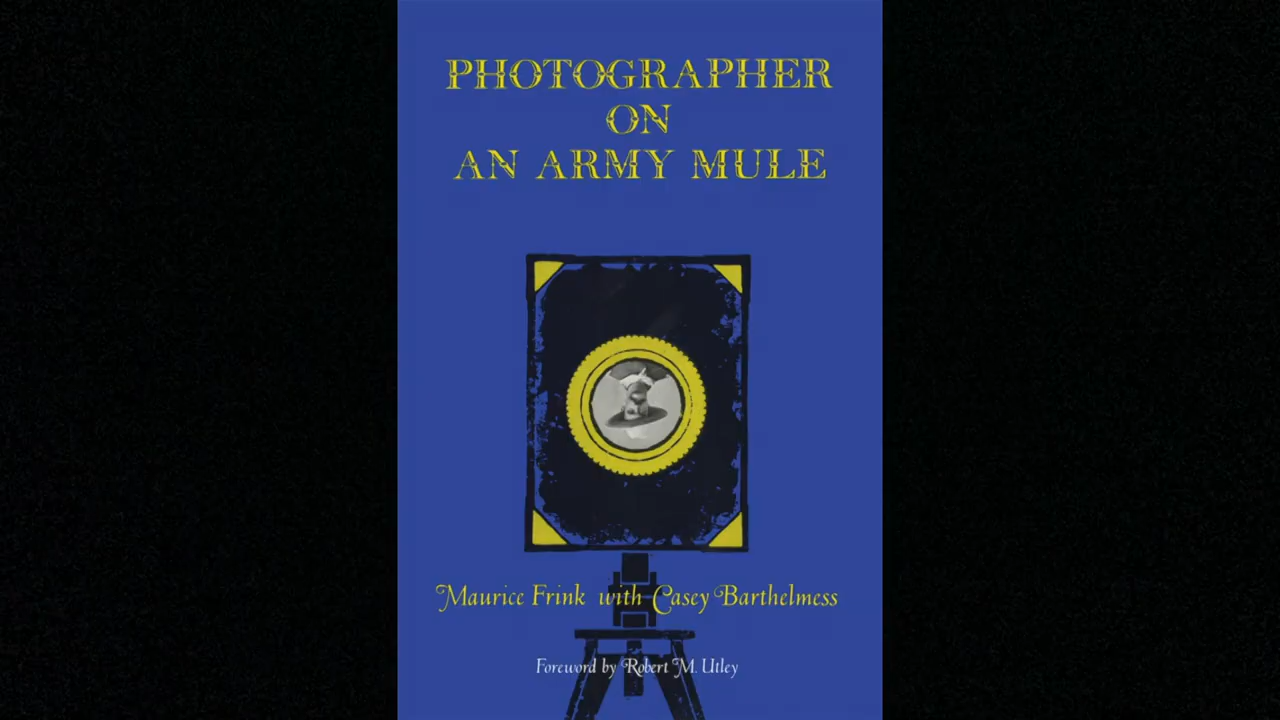 PHOTOGRAPHER
ON
AN ARMY MULE
Maurice Frink with Casey Barthelmess
Foreword by Robert M. Utley